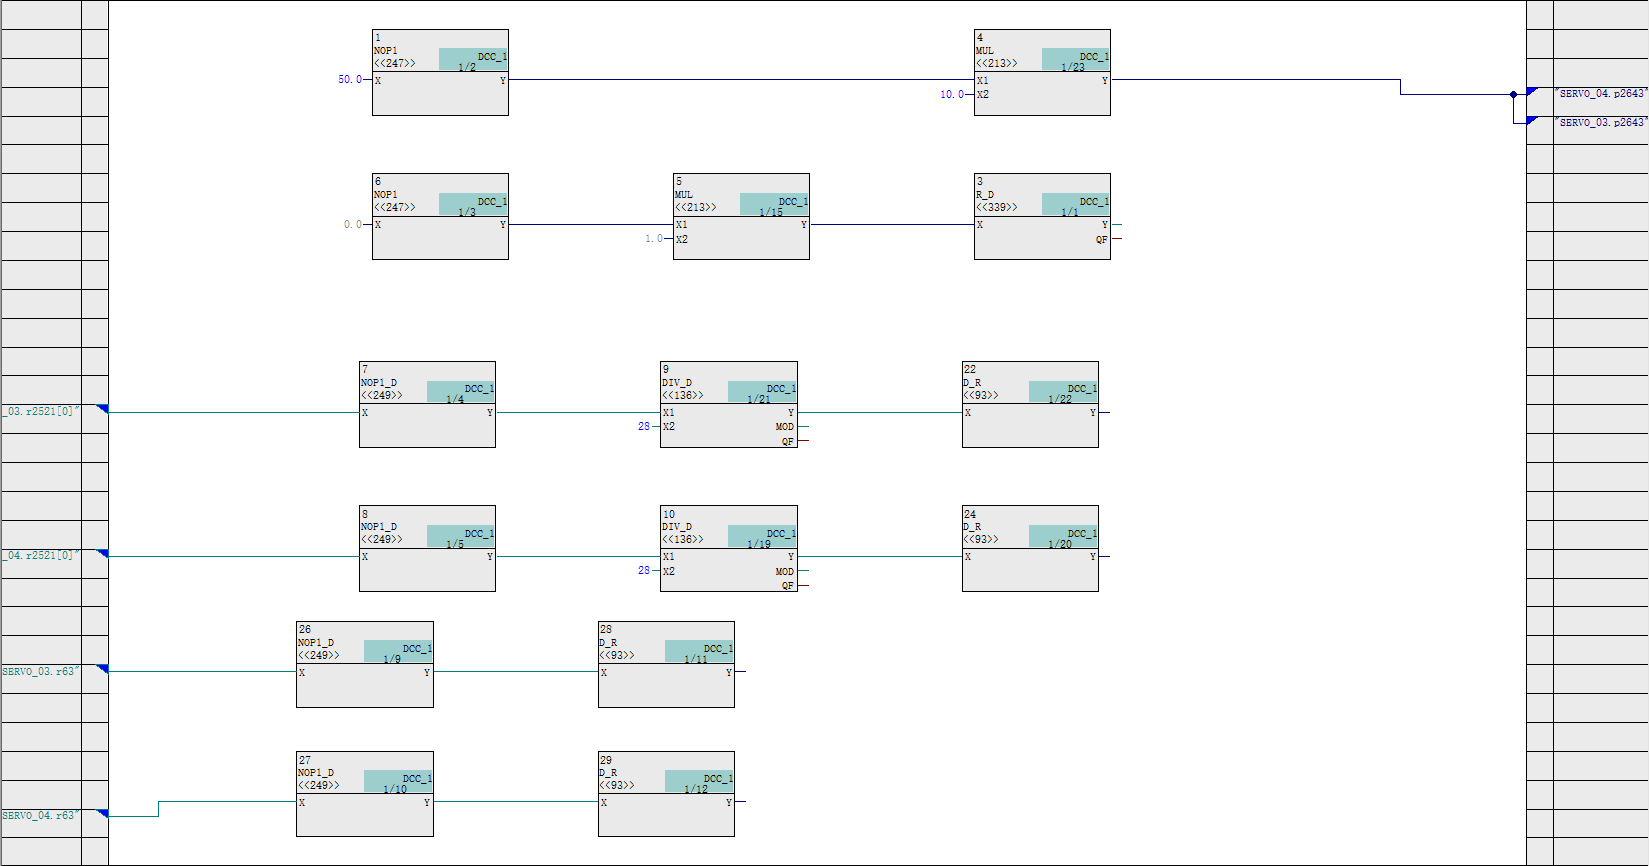 1
NOP1
<<247>>
DCC_1
1/2
50.0
X
Y
4
MUL
<<213>>
DCC_1
1/23
X1
Y
10.0
X2
"SERVO_04.p2643"
"SERVO_03.p2643"
6
NOP1
<<247>>
DCC_1
1/3
0.0
X
Y
5
MUL
<<213>>
DCC_1
1/15
X1
Y
1.0
X2
3
R_D
<<339>>
DCC_1
1/1
X
Y
QF
_03.r2521[0]"
7
NOP1_D
<<249>>
DCC_1
1/4
X
Y
9
DIV_D
<<136>>
DCC_1
1/21
X1
Y
28
X2
MOD
QF
22
D_R
<<93>>
DCC_1
1/22
X
Y
_04.r2521[0]"
8
NOP1_D
<<249>>
DCC_1
1/5
X
Y
10
DIV_D
<<136>>
DCC_1
1/19
X1
Y
28
X2
MOD
QF
24
D_R
<<93>>
DCC_1
1/20
X
Y
SERVO_03.r63"
26
NOP1_D
<<249>>
DCC_1
1/9
X
Y
28
D_R
<<93>>
DCC_1
1/11
X
Y
SERVO_04.r63"
27
NOP1_D
<<249>>
DCC_1
1/10
X
Y
29
D_R
<<93>>
DCC_1
1/12
X
Y